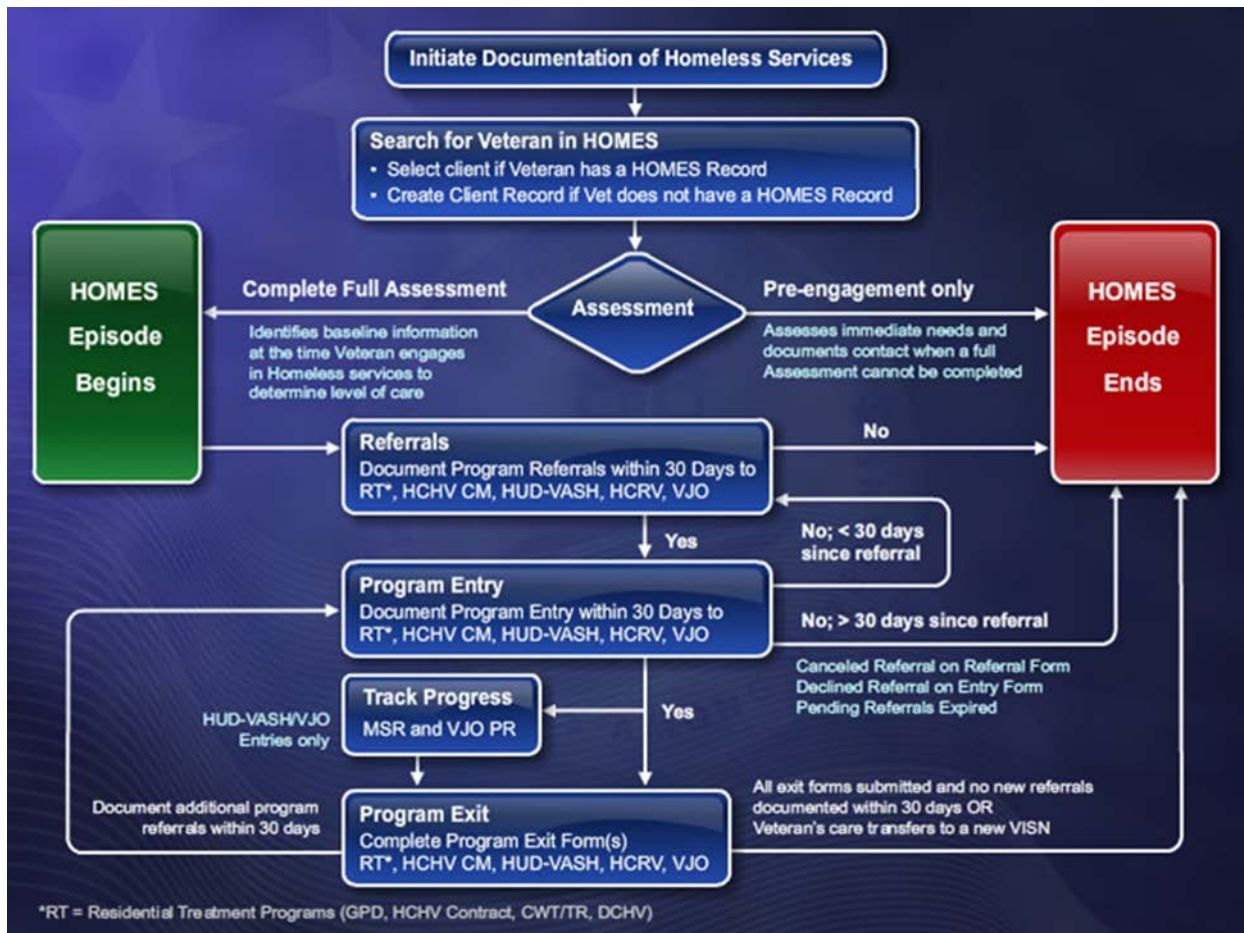 Initiate Documentation of Homeless Services
Search for Veteran in HOMES
• Select client if Veteran has a HOMES Record
• Create Client Record if Vet does not have a HOMES Record
HOMES
Episode
Begins
Complete Full Assessment
Identifies baseline information
at the time Veteran engages
in Homeless services to
determine level of care
Assessment
Pre-engagement only
Assesses immediate needs and
documents contact when a full
Assessment cannot be completed
HOMES
Episode
Ends
Referrals
Document Program Referrals within 30 Days to
RT*, HCHV CM, HUD-VASH, HCRV, VJO
No
Yes
No; < 30 days
since referral
Program Entry
Document Program Entry within 30 Days to
RT*, HCHV CM, HUD-VASH, HCRV, VJO
No; > 30 days since referral
Canceled Referral on Referral Form
Declined Referral on Entry Form
Pending Referrals Expired
HUD-VASH/VJO
Entries only
Track Progress
MSR and VJO PR
Yes
Document additional program
referrals within 30 days
Program Exit
Complete Program Exit Form(s)
RT*, HCHV CM, HUD-VASH, HCRV, VJO
All exit forms submitted and no new referrals
documented within 30 days OR
Veteran's care transfers to a new VISN
*RT = Residential Treatment Programs (GPD, HCHV Contract, CWT/TR, DCHV)